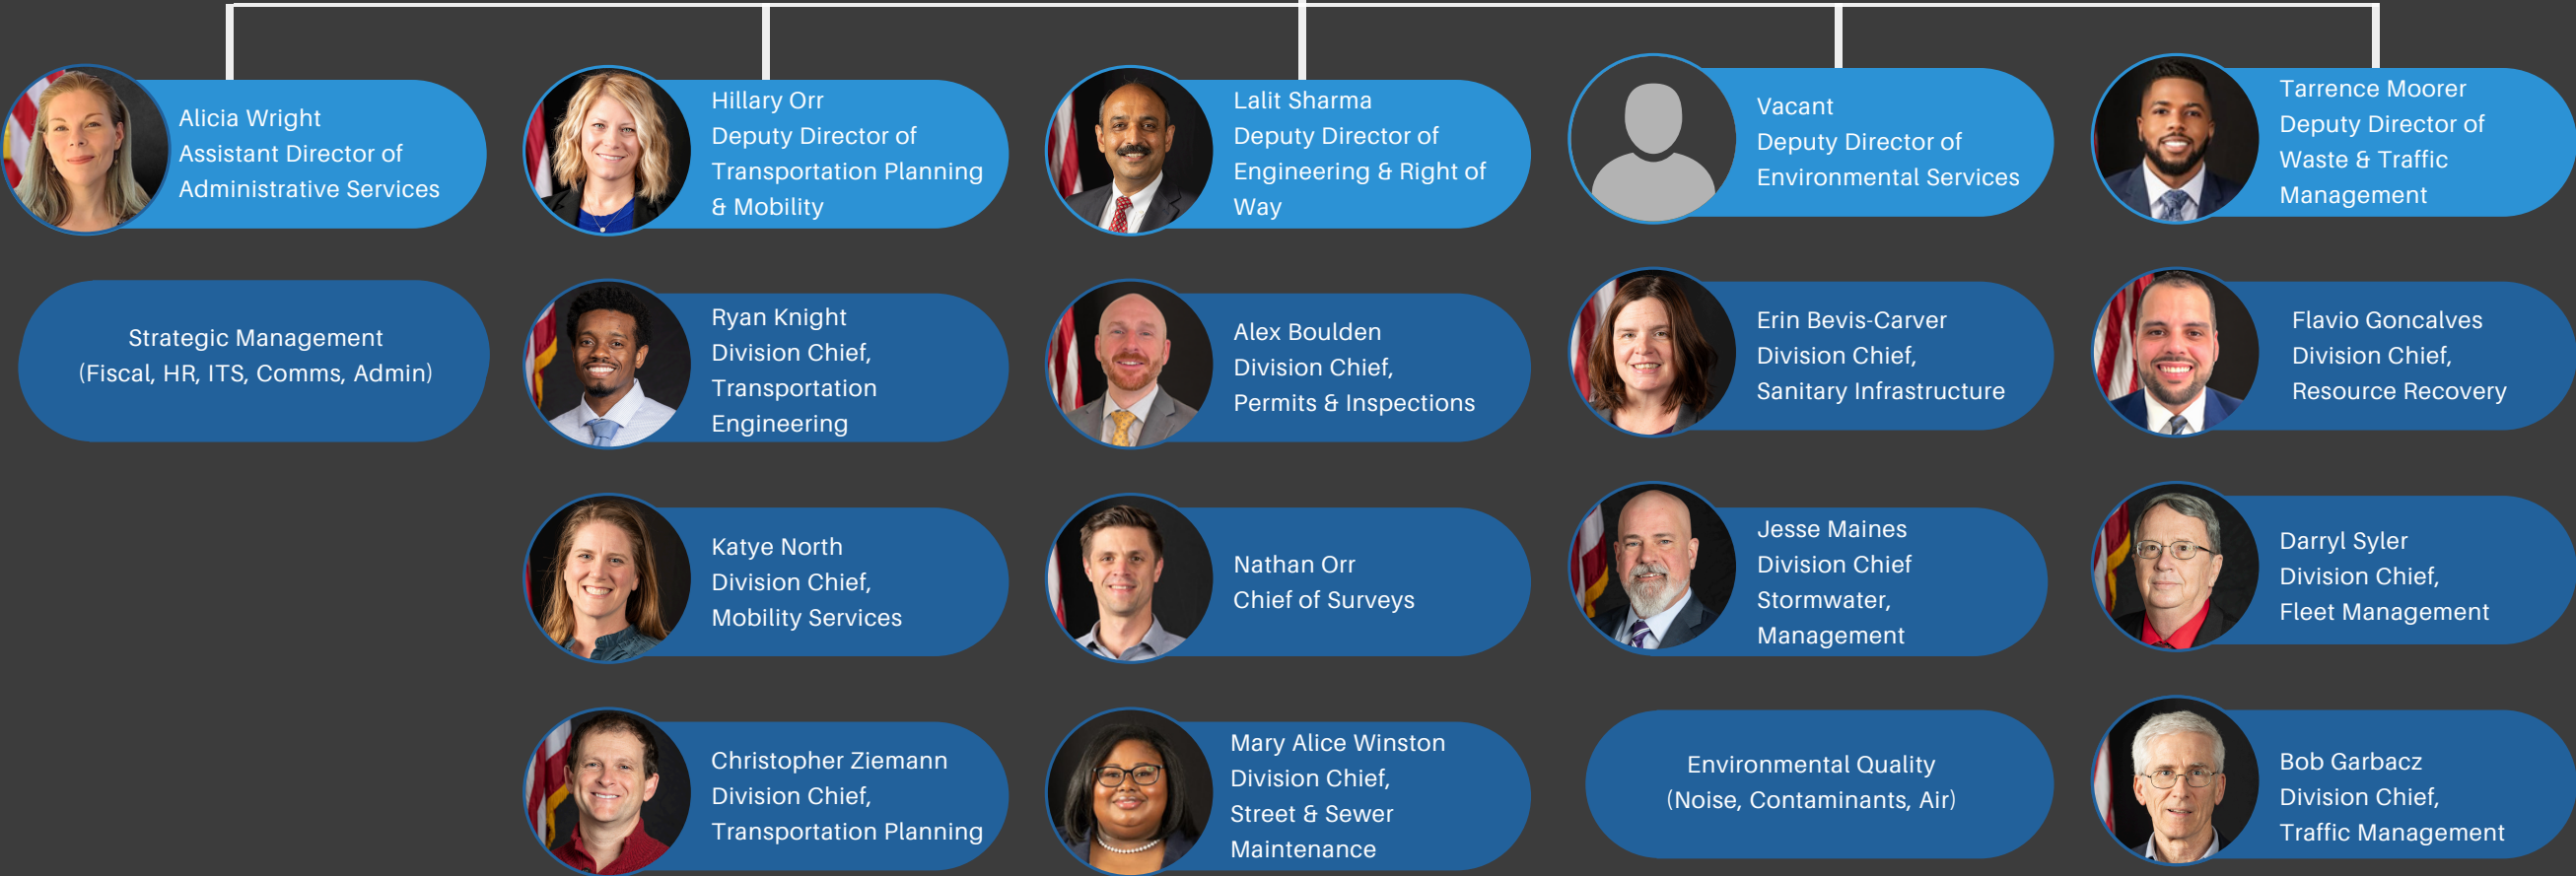 Alicia Wright
Assistant Director of
Administrative Services
Hillary Orr
Deputy Director of
Transportation Planning
& Mobility
Lalit Sharma
Deputy Director of
Engineering & Right of
Way
Vacant
Deputy Director of
Environmental Services
Tarrence Moorer
Deputy Director of
Waste & Traffic
Management
Strategic Management
(Fiscal, HR, ITS, Comms, Admin)
Ryan Knight
Division Chief,
Transportation
Engineering
Alex Boulden
Division Chief,
Permits & Inspections
Erin Bevis-Carver
Division Chief,
Sanitary Infrastructure
Flavio Goncalves
Division Chief,
Resource Recovery
Katye North
Division Chief,
Mobility Services
Nathan Orr
Chief of Surveys
Jesse Maines
Division Chief
Stormwater,
Management
Darryl Syler
Division Chief,
Fleet Management
Christopher Ziemann
Division Chief,
Transportation Planning
Mary Alice Winston
Division Chief,
Street & Sewer
Maintenance
Environmental Quality
(Noise, Contaminants, Air)
Bob Garbacz
Division Chief,
Traffic Management